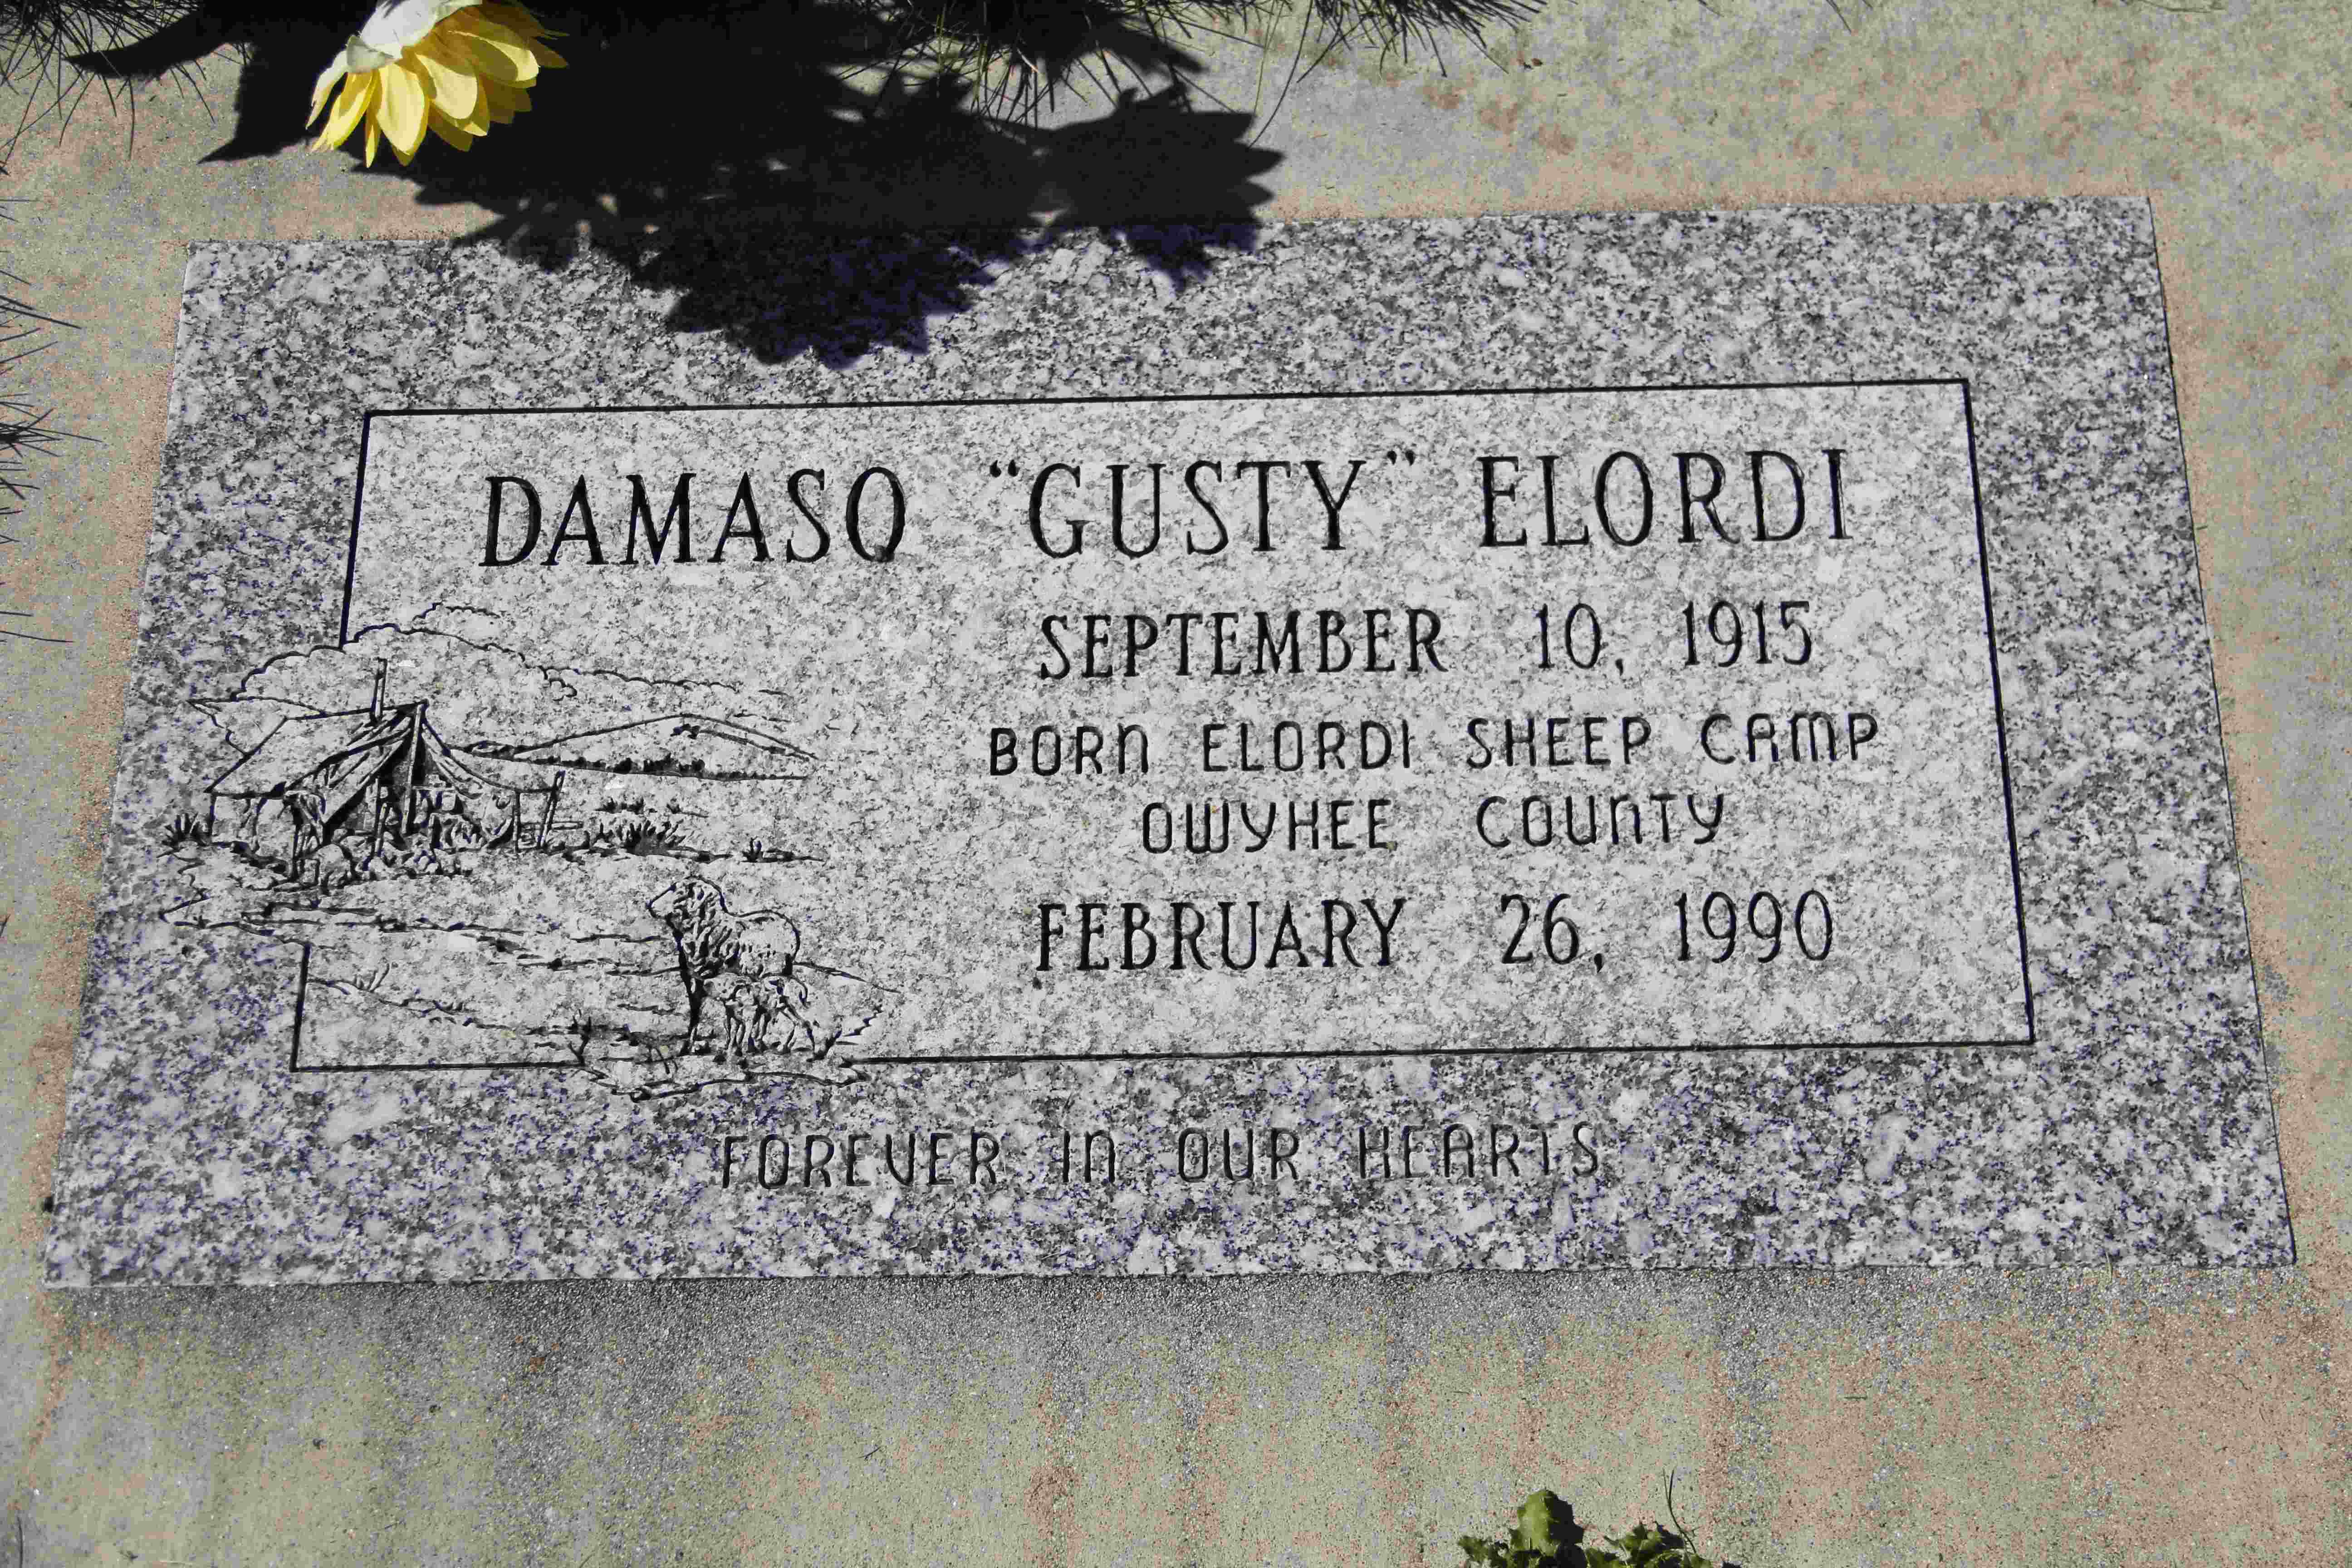 DAMASO "GUSTY" ELORDI
SEPTEMBER 10, 1915
BORN ELORDI SHEEP CAMP
OWYHEE COUNTY
FEBRUARY 26, 1990
FOREVER IN OUR HEARTS